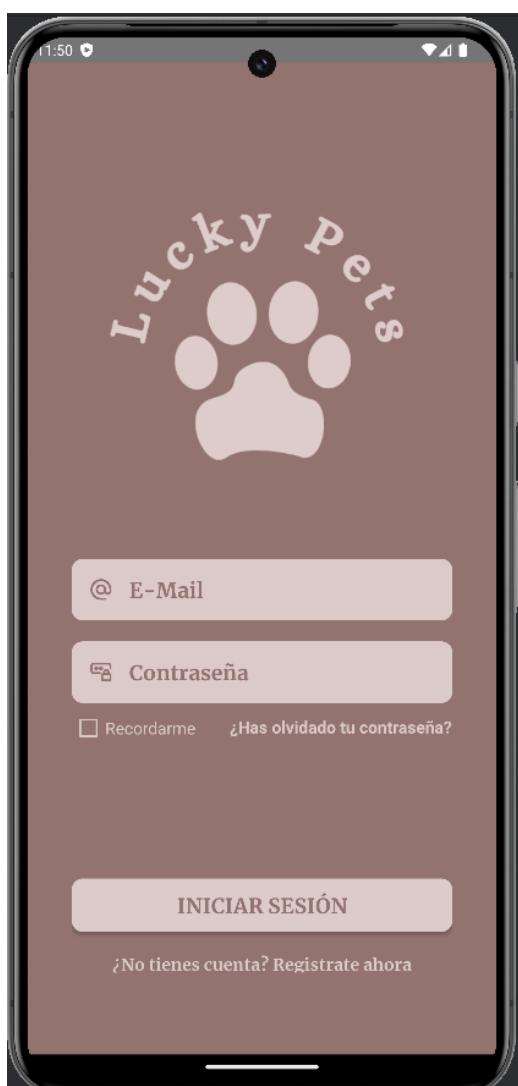 11:50
Lucky Pets
E-Mail
Contraseña
Recordarme ¿Has olvidado tu contraseña?
INICIAR SESIÓN
¿No tienes cuenta? Registrate ahora